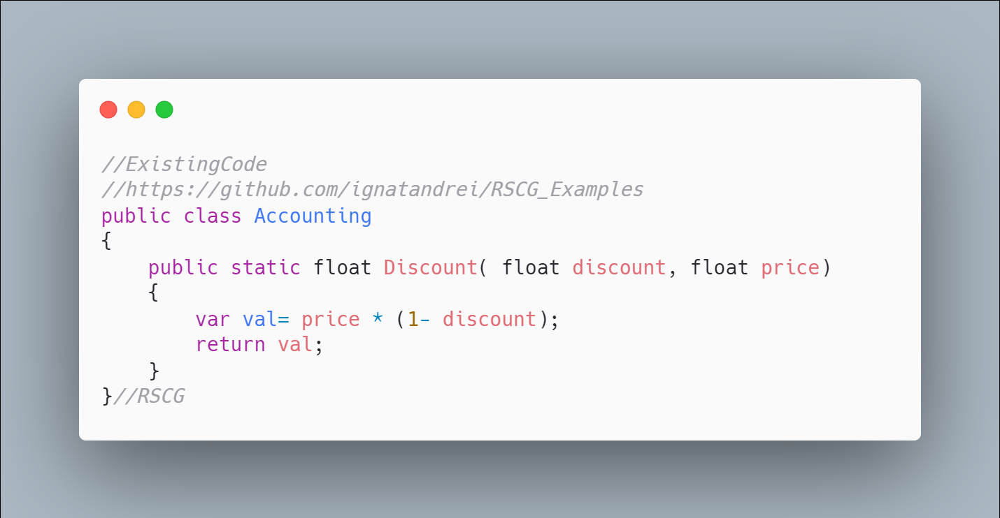 //ExistingCode
//https://github.com/ignatandrei/RSCG_Examples
public class Accounting
{
    public static float Discount( float discount, float price)
    {
        var val= price * (1- discount);
        return val;
    }
}//RSCG